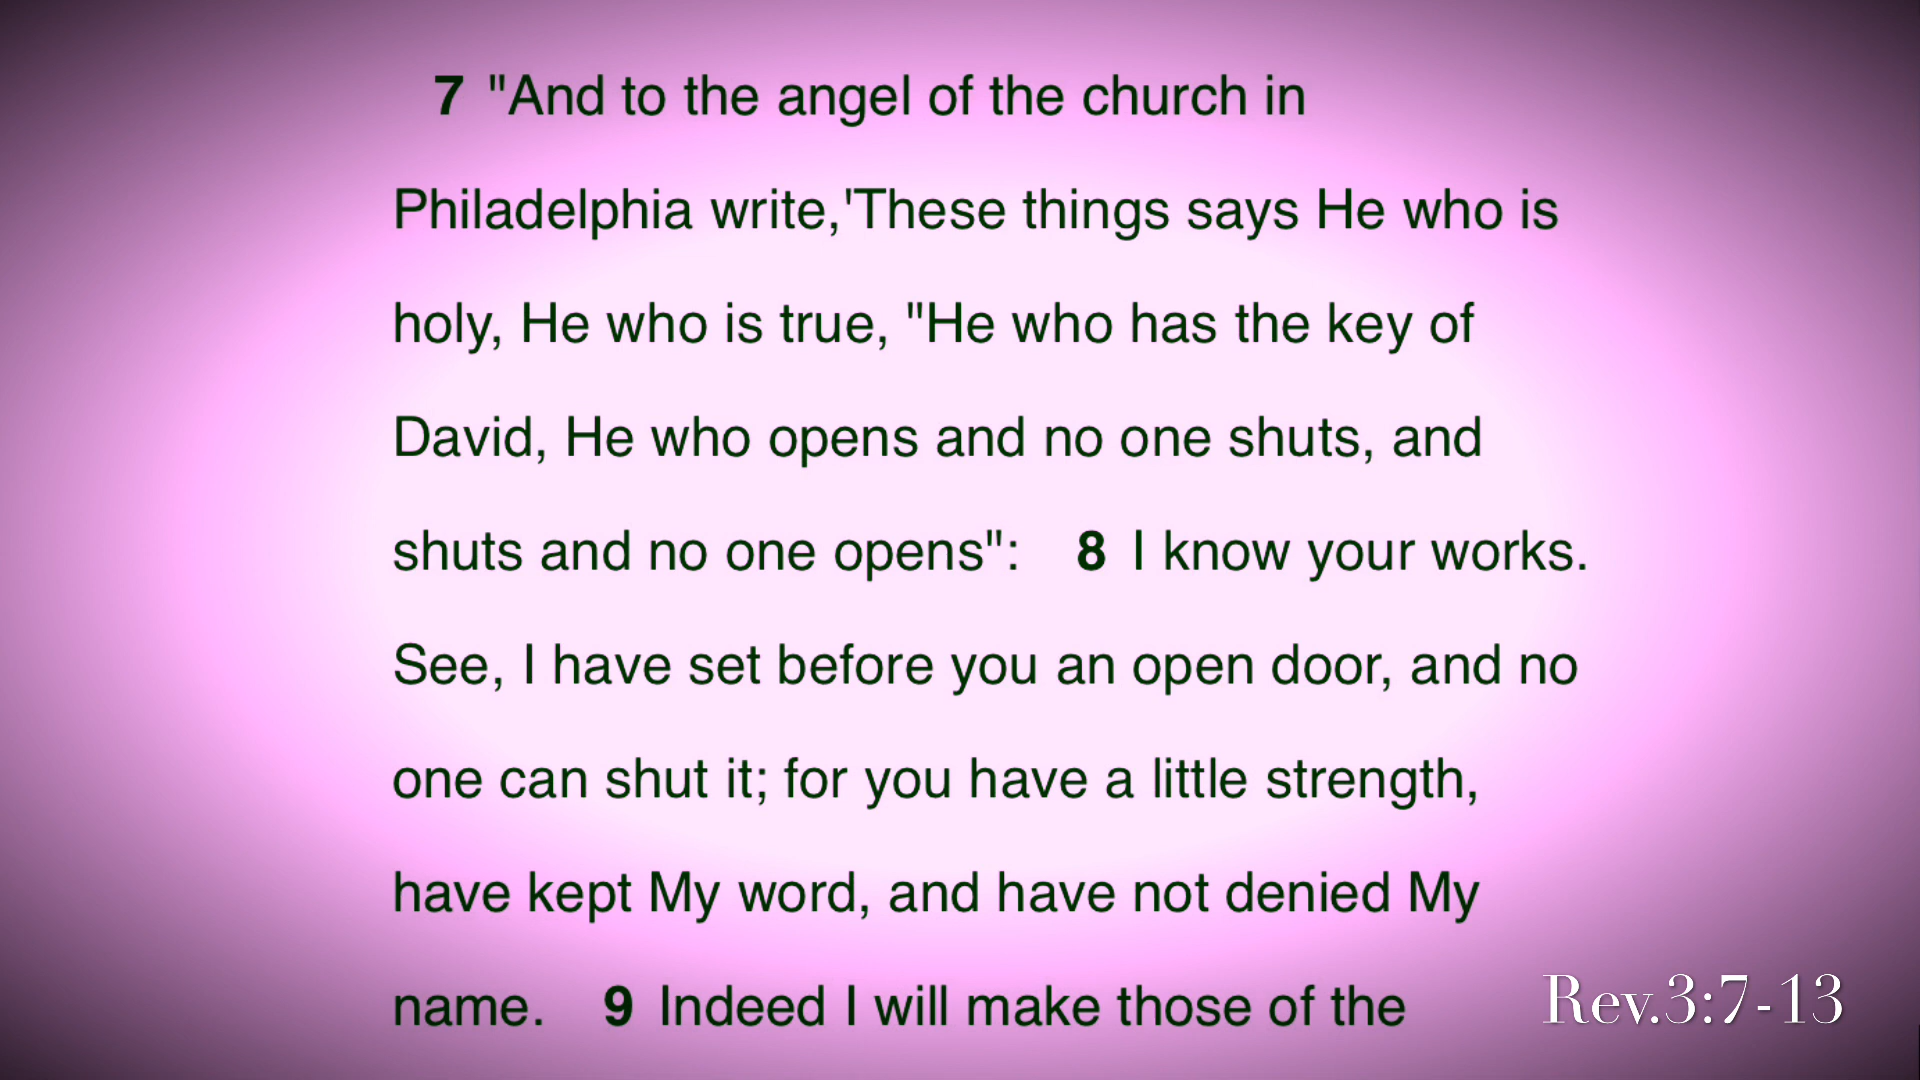 7 "And to the angel of the church in
Philadelphia write,'These things says He who is
holy, He who is true, "He who has the key of
David, He who opens and no one shuts, and
shuts and no one opens": 8 I know your works.
See, I have set before you an open door, and no
one can shut it; for you have a little strength,
have kept My word, and have not denied My
name. 9 Indeed I will make those of the
Rev.3:7-13